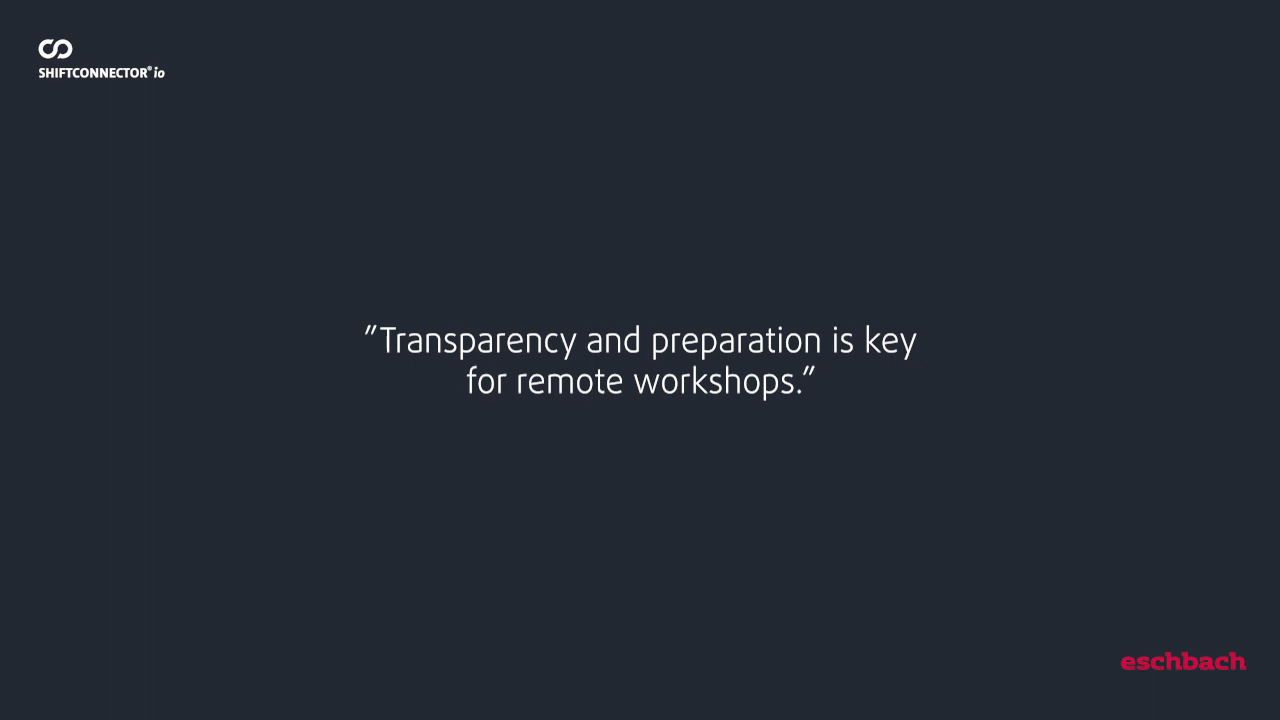 SHIFTCONNECTOR® io
"Transparency and preparation is key
for remote workshops."
eschbach